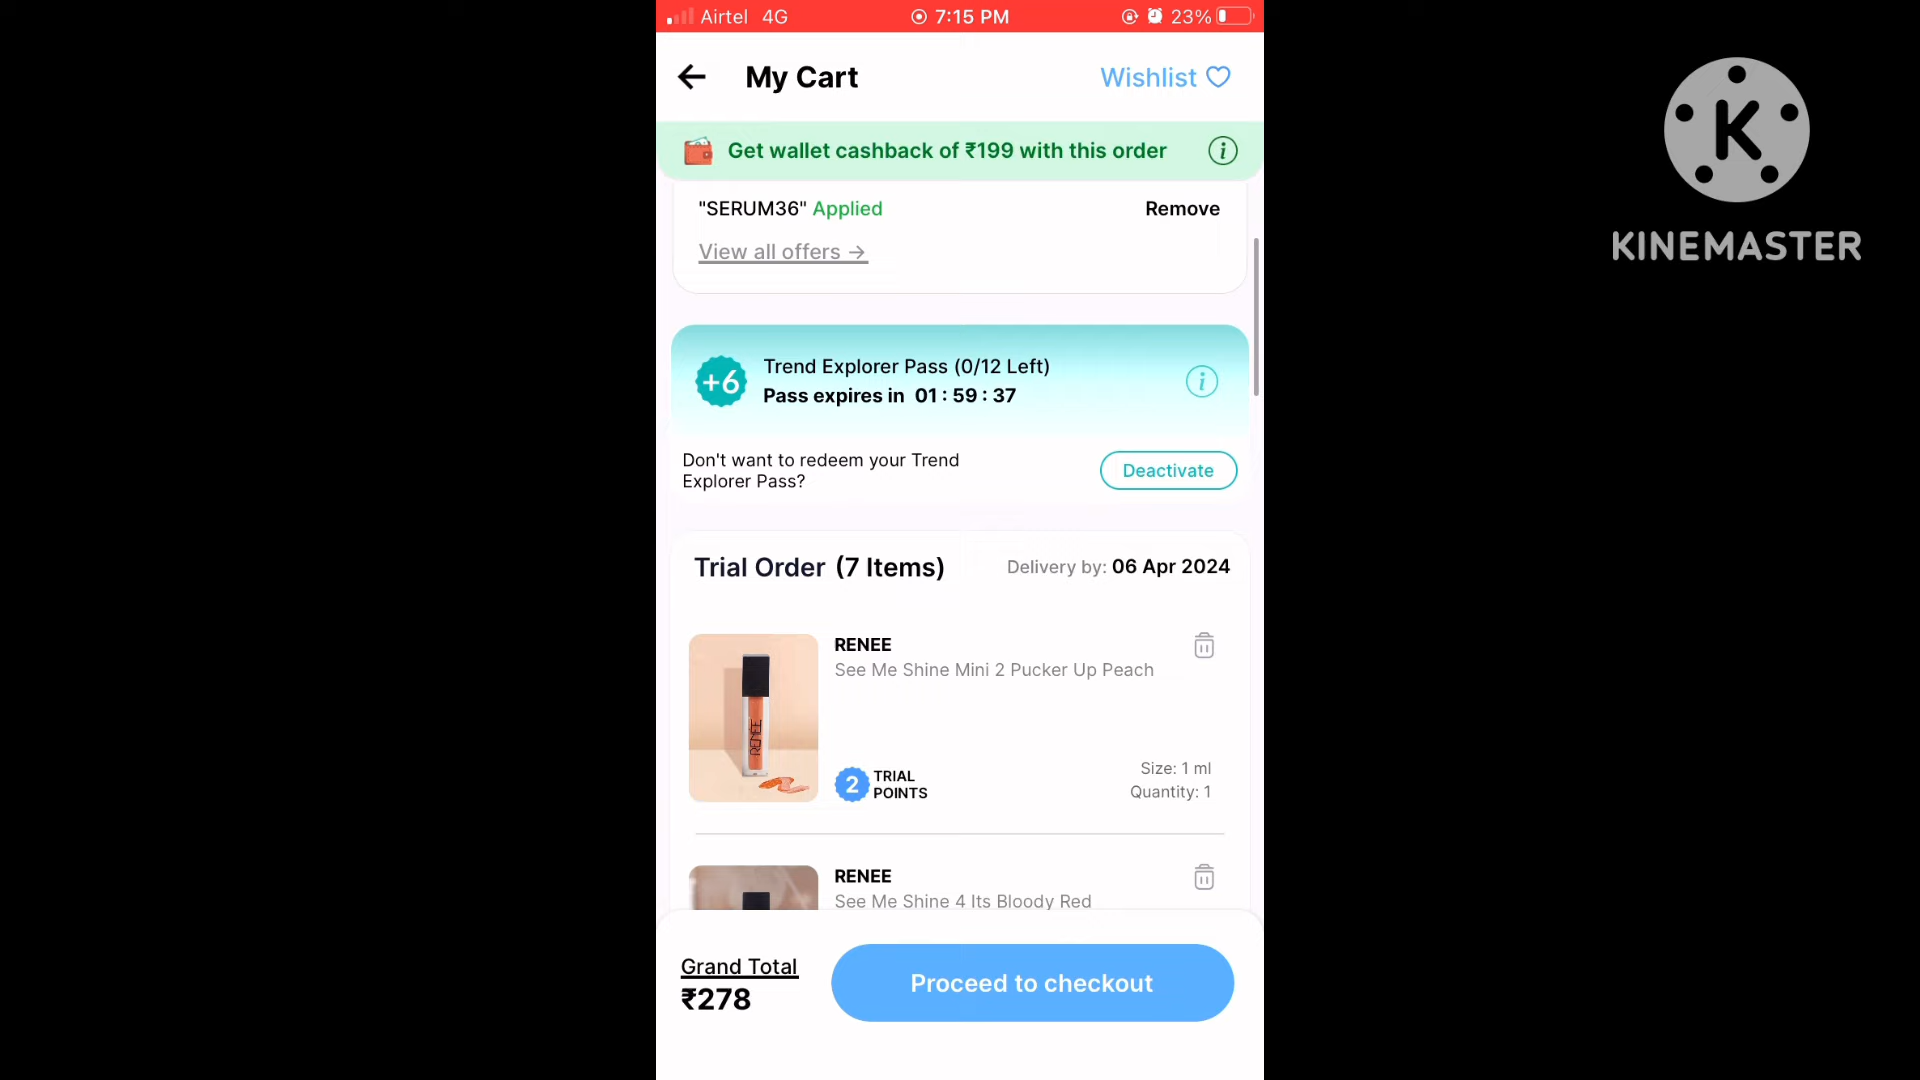 Airtel 4G 7:15 PM 23%
My Cart Wishlist
Get wallet cashback of ₹199 with this order
"SERUM36" Applied Remove
View all offers →
+6 Trend Explorer Pass (0/12 Left)
Pass expires in 01 : 59 : 37
Don't want to redeem your Trend
Explorer Pass?
Deactivate
Trial Order (7 Items) Delivery by: 06 Apr 2024
RENEE
See Me Shine Mini 2 Pucker Up Peach
RENEE
2 TRIAL
POINTS
Size: 1 ml
Quantity: 1
RENEE
See Me Shine 4 Its Bloody Red
Grand Total
₹278
Proceed to checkout
K
KINEMASTER